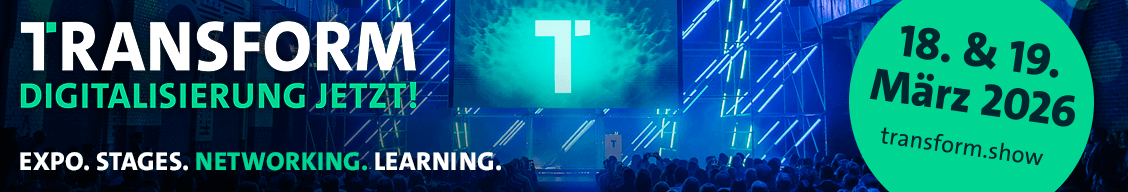 TRANSFORM
DIGITALISIERUNG JETZT!
EXPO. STAGES. NETWORKING. LEARNING.
T
T
18. & 19.
März 2026
transform.show